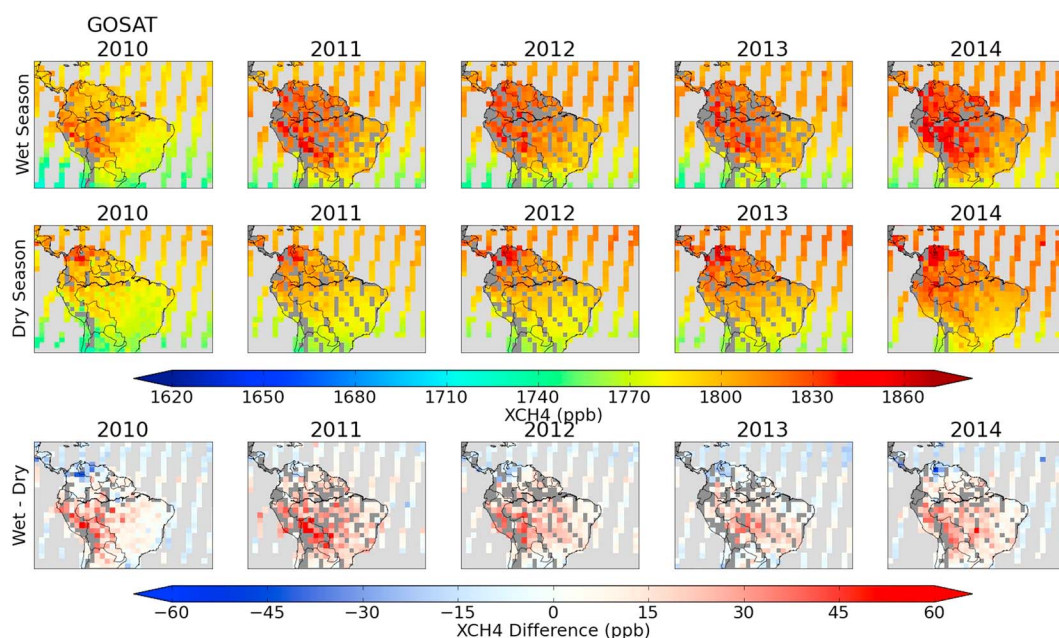 GOSAT
2010 2011 2012 2013 2014
Wet Season
2010 2011 2012 2013 2014
Dry Season
1620 1650 1680 1710 1740 1770 1800 1830 1860
XCH4 (ppb)
2010 2011 2012 2013 2014
Wet - Dry
−60 −45 −30 −15 0 15 30 45 60
XCH4 Difference (ppb)